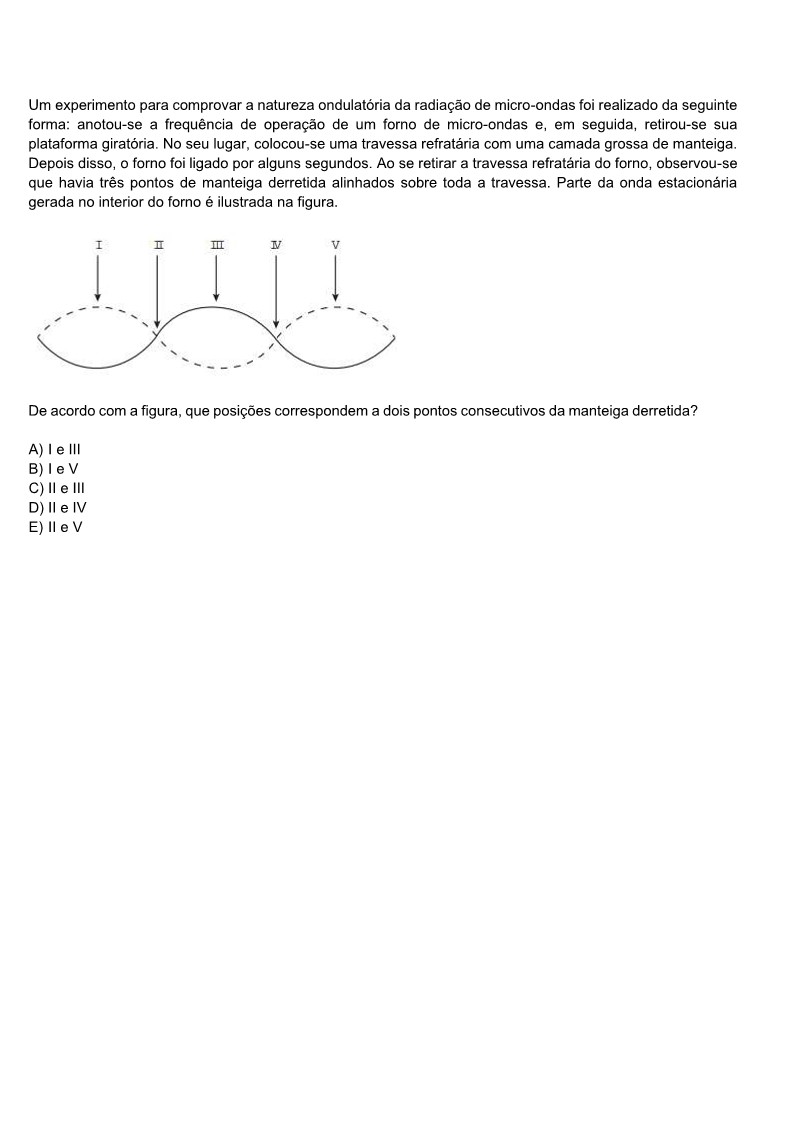 Um experimento para comprovar a natureza ondulatória da radiação de micro-ondas foi realizado da seguinte
forma: anotou-se a frequência de operação de um forno de micro-ondas e, em seguida, retirou-se sua
plataforma giratória. No seu lugar, colocou-se uma travessa refratária com uma camada grossa de manteiga.
Depois disso, o forno foi ligado por alguns segundos. Ao se retirar a travessa refratária do forno, observou-se
que havia três pontos de manteiga derretida alinhados sobre toda a travessa. Parte da onda estacionária
gerada no interior do forno é ilustrada na figura.
I II III IV V
De acordo com a figura, que posições correspondem a dois pontos consecutivos da manteiga derretida?
A) I e III
B) I e V
C) II e III
D) II e IV
E) II e V